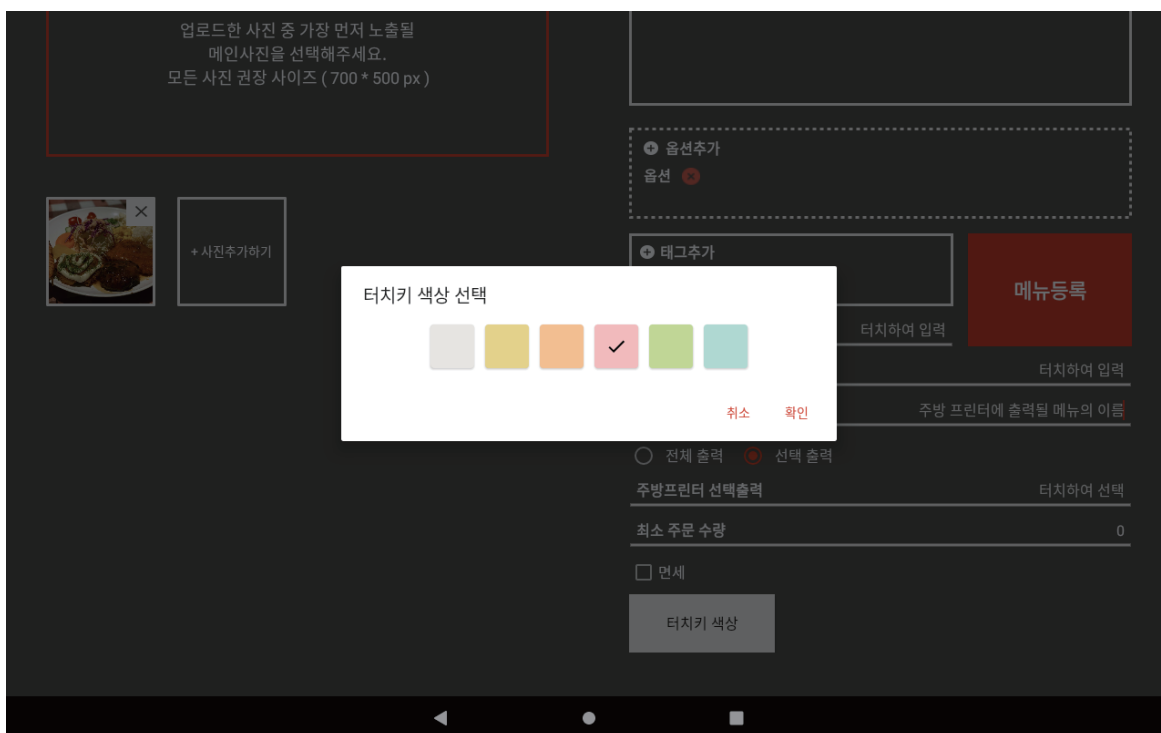 업로드한 사진 중 가장 먼저 노출될
메인사진을 선택해주세요.
모든 사진 권장 사이즈 ( 700 * 500 px )
+ 사진추가하기
옵션추가
옵션
태그추가
메뉴등록
터치하여 입력
터치하여 입력
주방 프린터에 출력될 메뉴의 이름
터치키 색상 선택
취소 확인
전체 출력 선택 출력
주방프린터 선택출력 터치하여 선택
최소 주문 수량 0
면세
터치키 색상